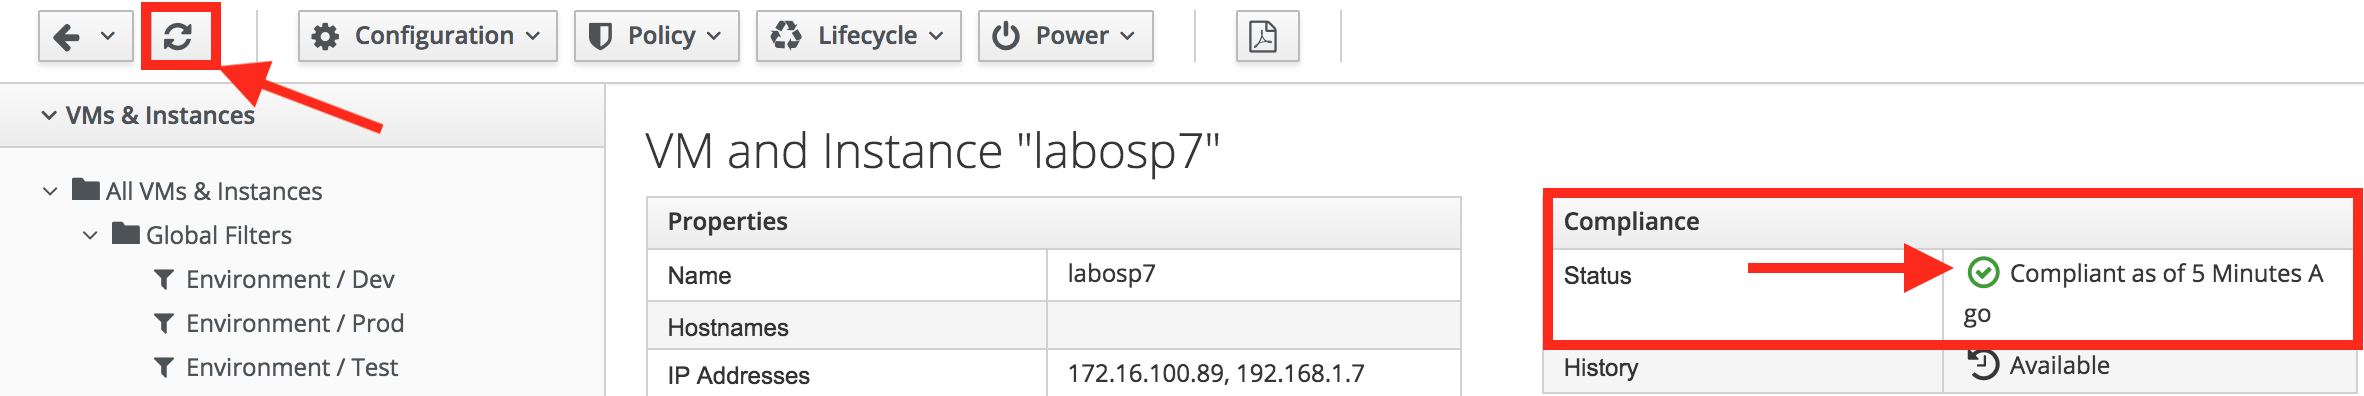 Configuration Policy Lifecycle Power
VMs & Instances
All VMs & Instances
Global Filters
Environment / Dev
Environment / Prod
Environment / Test
VM and Instance "labosp7"
Properties
Name labosp7
Hostnames
IP Addresses 172.16.100.89, 192.168.1.7
Compliance
Status Compliant as of 5 Minutes A
go
History Available